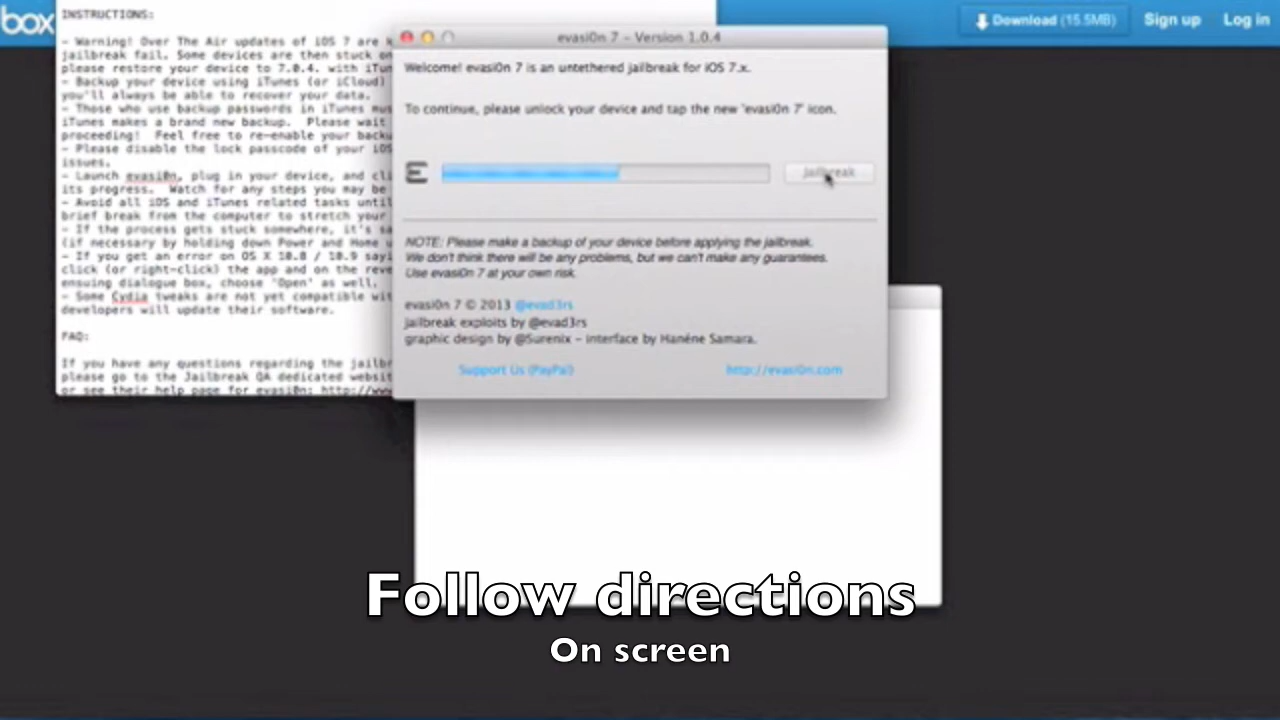 box
Download (15.5MB)
Sign up
Log in
INSTRUCTIONS:
- Warning! Over The Air updates of iOS 7 are
jailbreak fail. Some devices are then stuck on
please restore your device to 7.0.4. with
- Backup your device using iTunes (or iCloud)
you'll always be able to recover your data.
- Those who use backup passwords in iTunes
iTunes makes a brand new backup. Please wait
proceeding! Feel free to re-enable your
- Please disable the lock passcode of your
issues.
- Launch evasi0n, plug in your device, and
its progress. Watch for any steps you may be
- Avoid all iOS and iTunes related tasks until
brief break from the computer to stretch your
- If the process gets stuck somewhere, it's
(if necessary by holding down Power and Home
- If you get an error on OS X 10.8 / 10.9
click (or right-click) the app and on the
ensuing dialogue box, choose 'Open' as well.
- Some Cydia tweaks are not yet compatible
developers will update their software.
FAQ:
If you have any questions regarding the
please go to the Jailbreak QA dedicated
or see their help page for evasi0n:
evasi0n 7 - Version 1.0.4
Welcome! evasi0n 7 is an untethered jailbreak for iOS 7.x.
To continue, please unlock your device and tap the new 'evasi0n 7' icon.
Jailbreak
NOTE: Please make a backup of your device before applying the jailbreak.
We don't think there will be any problems, but we can't make any guarantees.
Use evasi0n 7 at your own risk.
evasi0n 7 © 2013 @evad3rs
jailbreak exploits by @evad3rs
graphic design by @Surenix - interface by Hanéne Samara.
Support Us (PayPal)
http://evasi0n.com
Follow directions
On screen